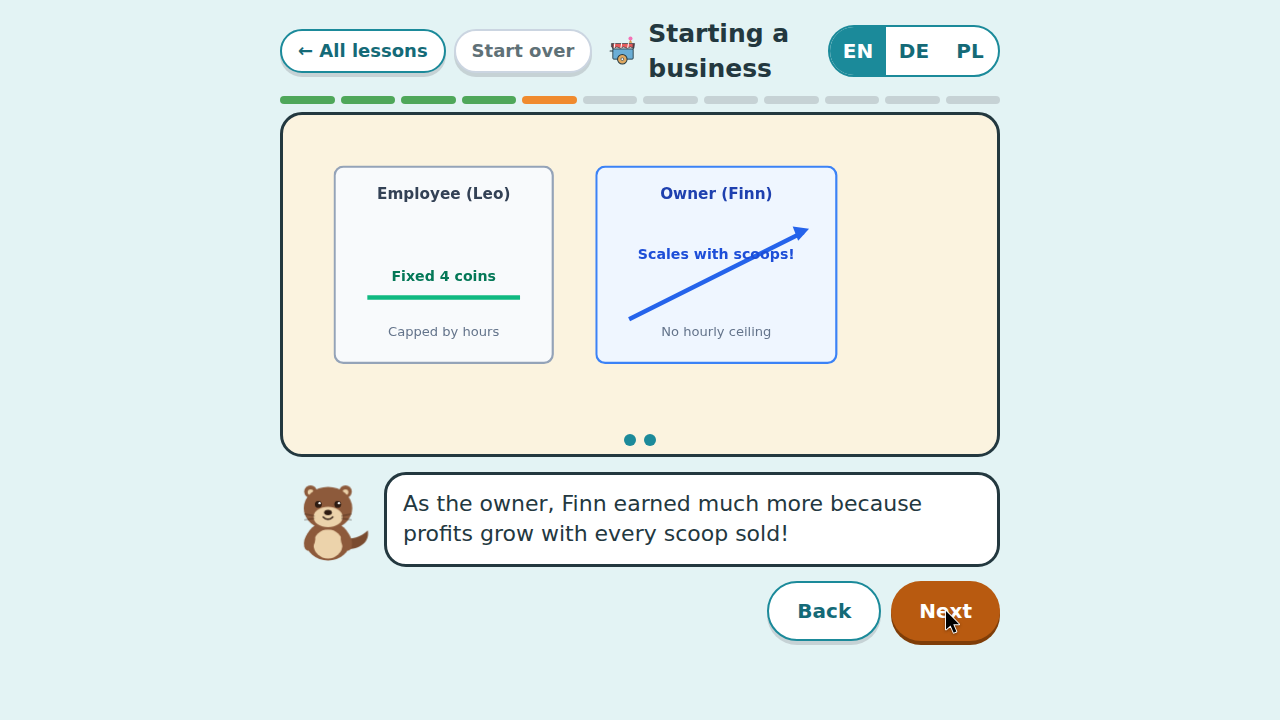 ← All lessons
Start over
Starting a
business
EN
DE
PL
Employee (Leo)
Fixed 4 coins
Capped by hours
Owner (Finn)
Scales with scoops!
No hourly ceiling
As the owner, Finn earned much more because
profits grow with every scoop sold!
Back
Next